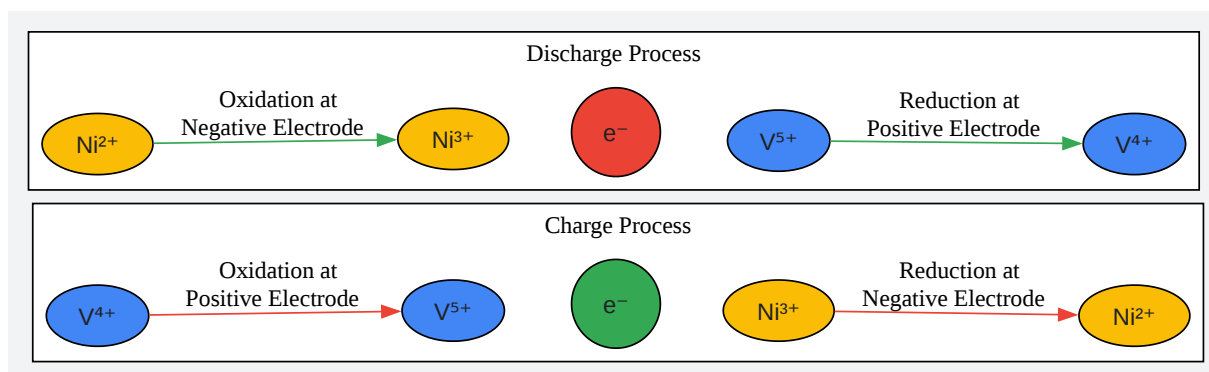 Discharge Process
Oxidation at
Negative Electrode
Ni²⁺
Ni³⁺
e⁻
Reduction at
Positive Electrode
V⁵⁺
V⁴⁺
Charge Process
Oxidation at
Positive Electrode
V⁴⁺
V⁵⁺
e⁻
Reduction at
Negative Electrode
Ni³⁺
Ni²⁺